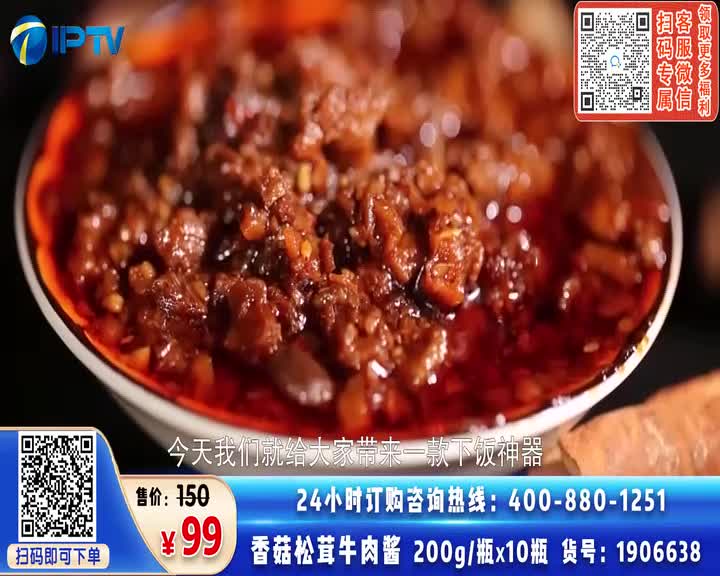 IPTV
扫码专属
客服微信
领取更多福利
今天我们就给大家带来一款下饭神器
售价：150
￥99
扫码即可下单
24小时订购咨询热线：400-880-1251
香菇松茸牛肉酱 200g/瓶x10瓶 货号：1906638